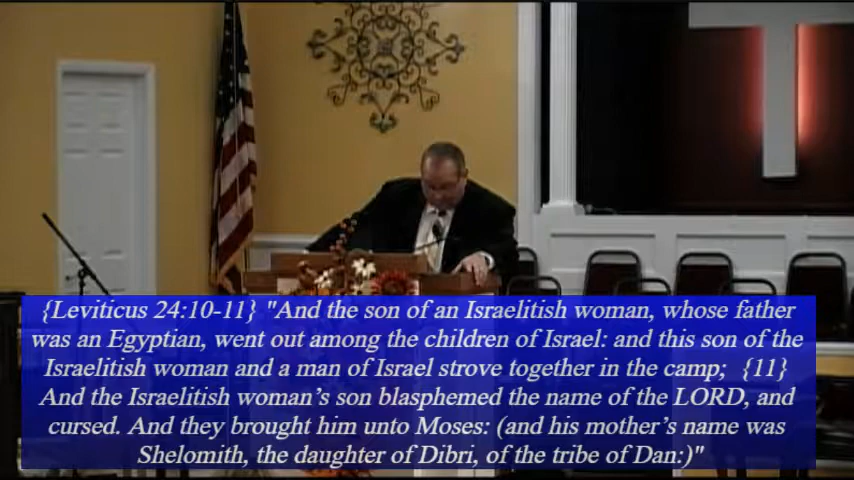 {Leviticus 24:10-11} "And the son of an Israelitish woman, whose father
was an Egyptian, went out among the children of Israel: and this son of the
Israelitish woman and a man of Israel strove together in the camp; {11}
And the Israelitish woman's son blasphemed the name of the LORD, and
cursed. And they brought him unto Moses: (and his mother's name was
Shelomith, the daughter of Dibri, of the tribe of Dan:)"